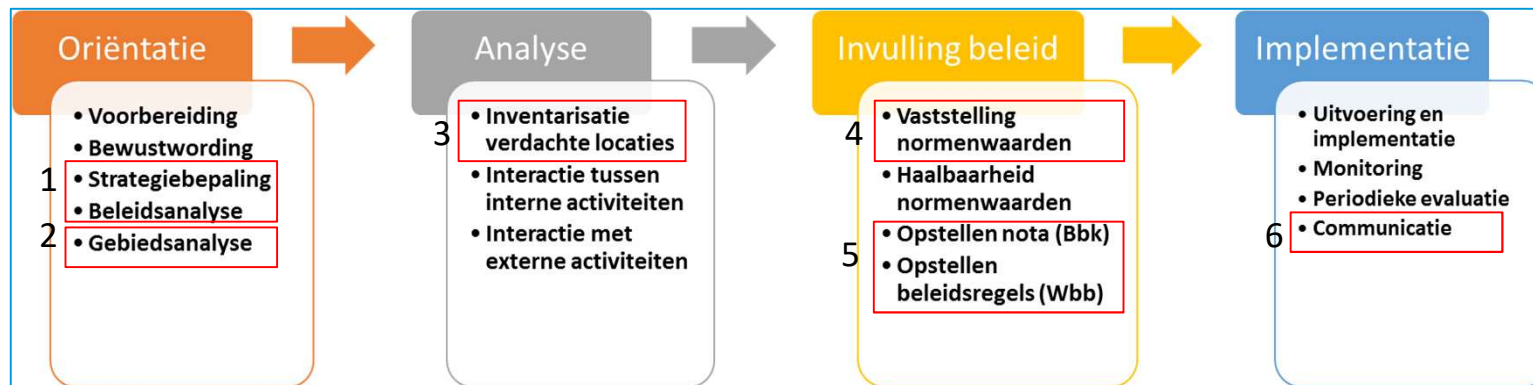 Oriëntatie
• Voorbereiding
• Bewustwording
1
• Strategiebepaling
• Beleidsanalyse
2
• Gebiedsanalyse
Analyse
3
• Inventarisatie
verdachte locaties
• Interactie tussen
interne activiteiten
• Interactie met
externe activiteiten
Invulling beleid
4
• Vaststelling
normenwaarden
• Haalbaarheid
normenwaarden
5
• Opstellen nota (Bbk)
• Opstellen
beleidsregels (Wbb)
Implementatie
• Uitvoering en
implementatie
• Monitoring
• Periodieke evaluatie
6
• Communicatie